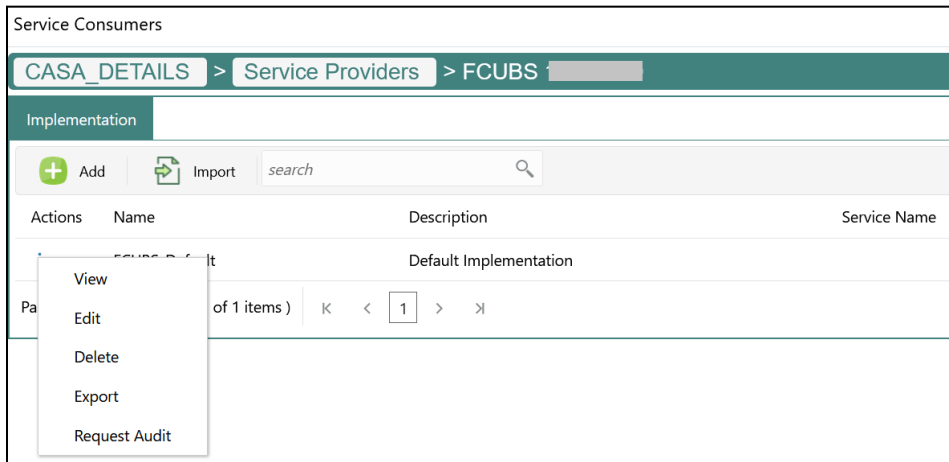 Service Consumers
CASA_DETAILS > Service Providers > FCUBS
Implementation
Add Import search
Actions Name Description Service Name
Default Implementation
View
Pa of 1 items ) K < 1 > >|
Edit
Delete
Export
Request Audit